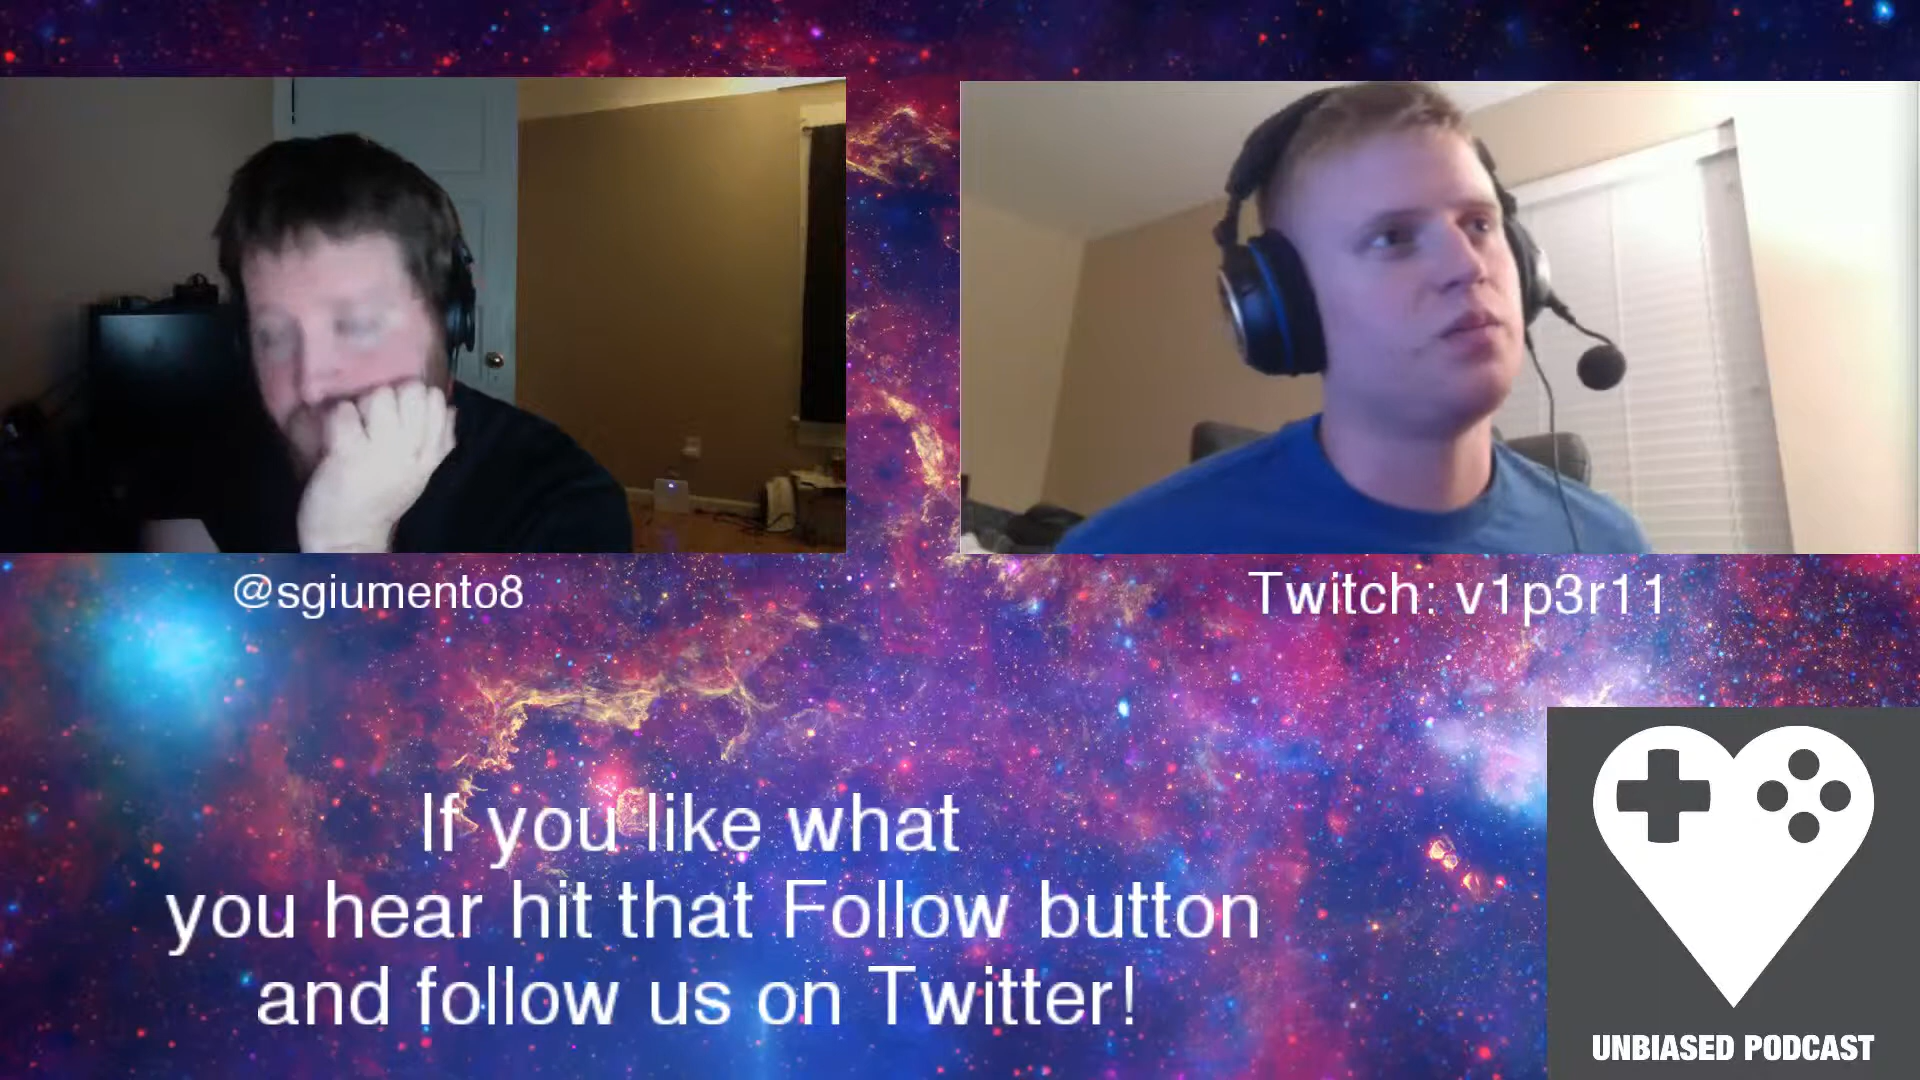 @sgiumento8
Twitch: v1p3r11
If you like what
you hear hit that Follow button
and follow us on Twitter!
UNBIASED PODCAST